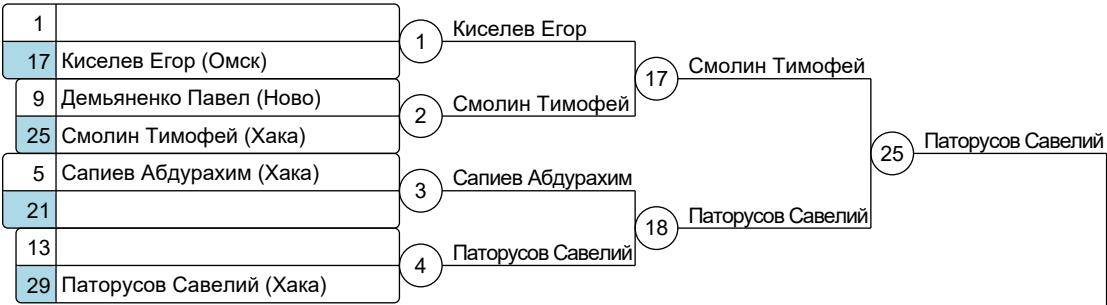 1
17 Киселев Егор (Омск)
9 Демьяненко Павел (Ново)
25 Смолин Тимофей (Хака)
5 Сапиев Абдурахим (Хака)
21
13
29 Паторусов Савелий (Хака)
1 Киселев Егор
2 Смолин Тимофей
3 Сапиев Абдурахим
4 Паторусов Савелий
17 Смолин Тимофей
18 Паторусов Савелий
25 Паторусов Савелий